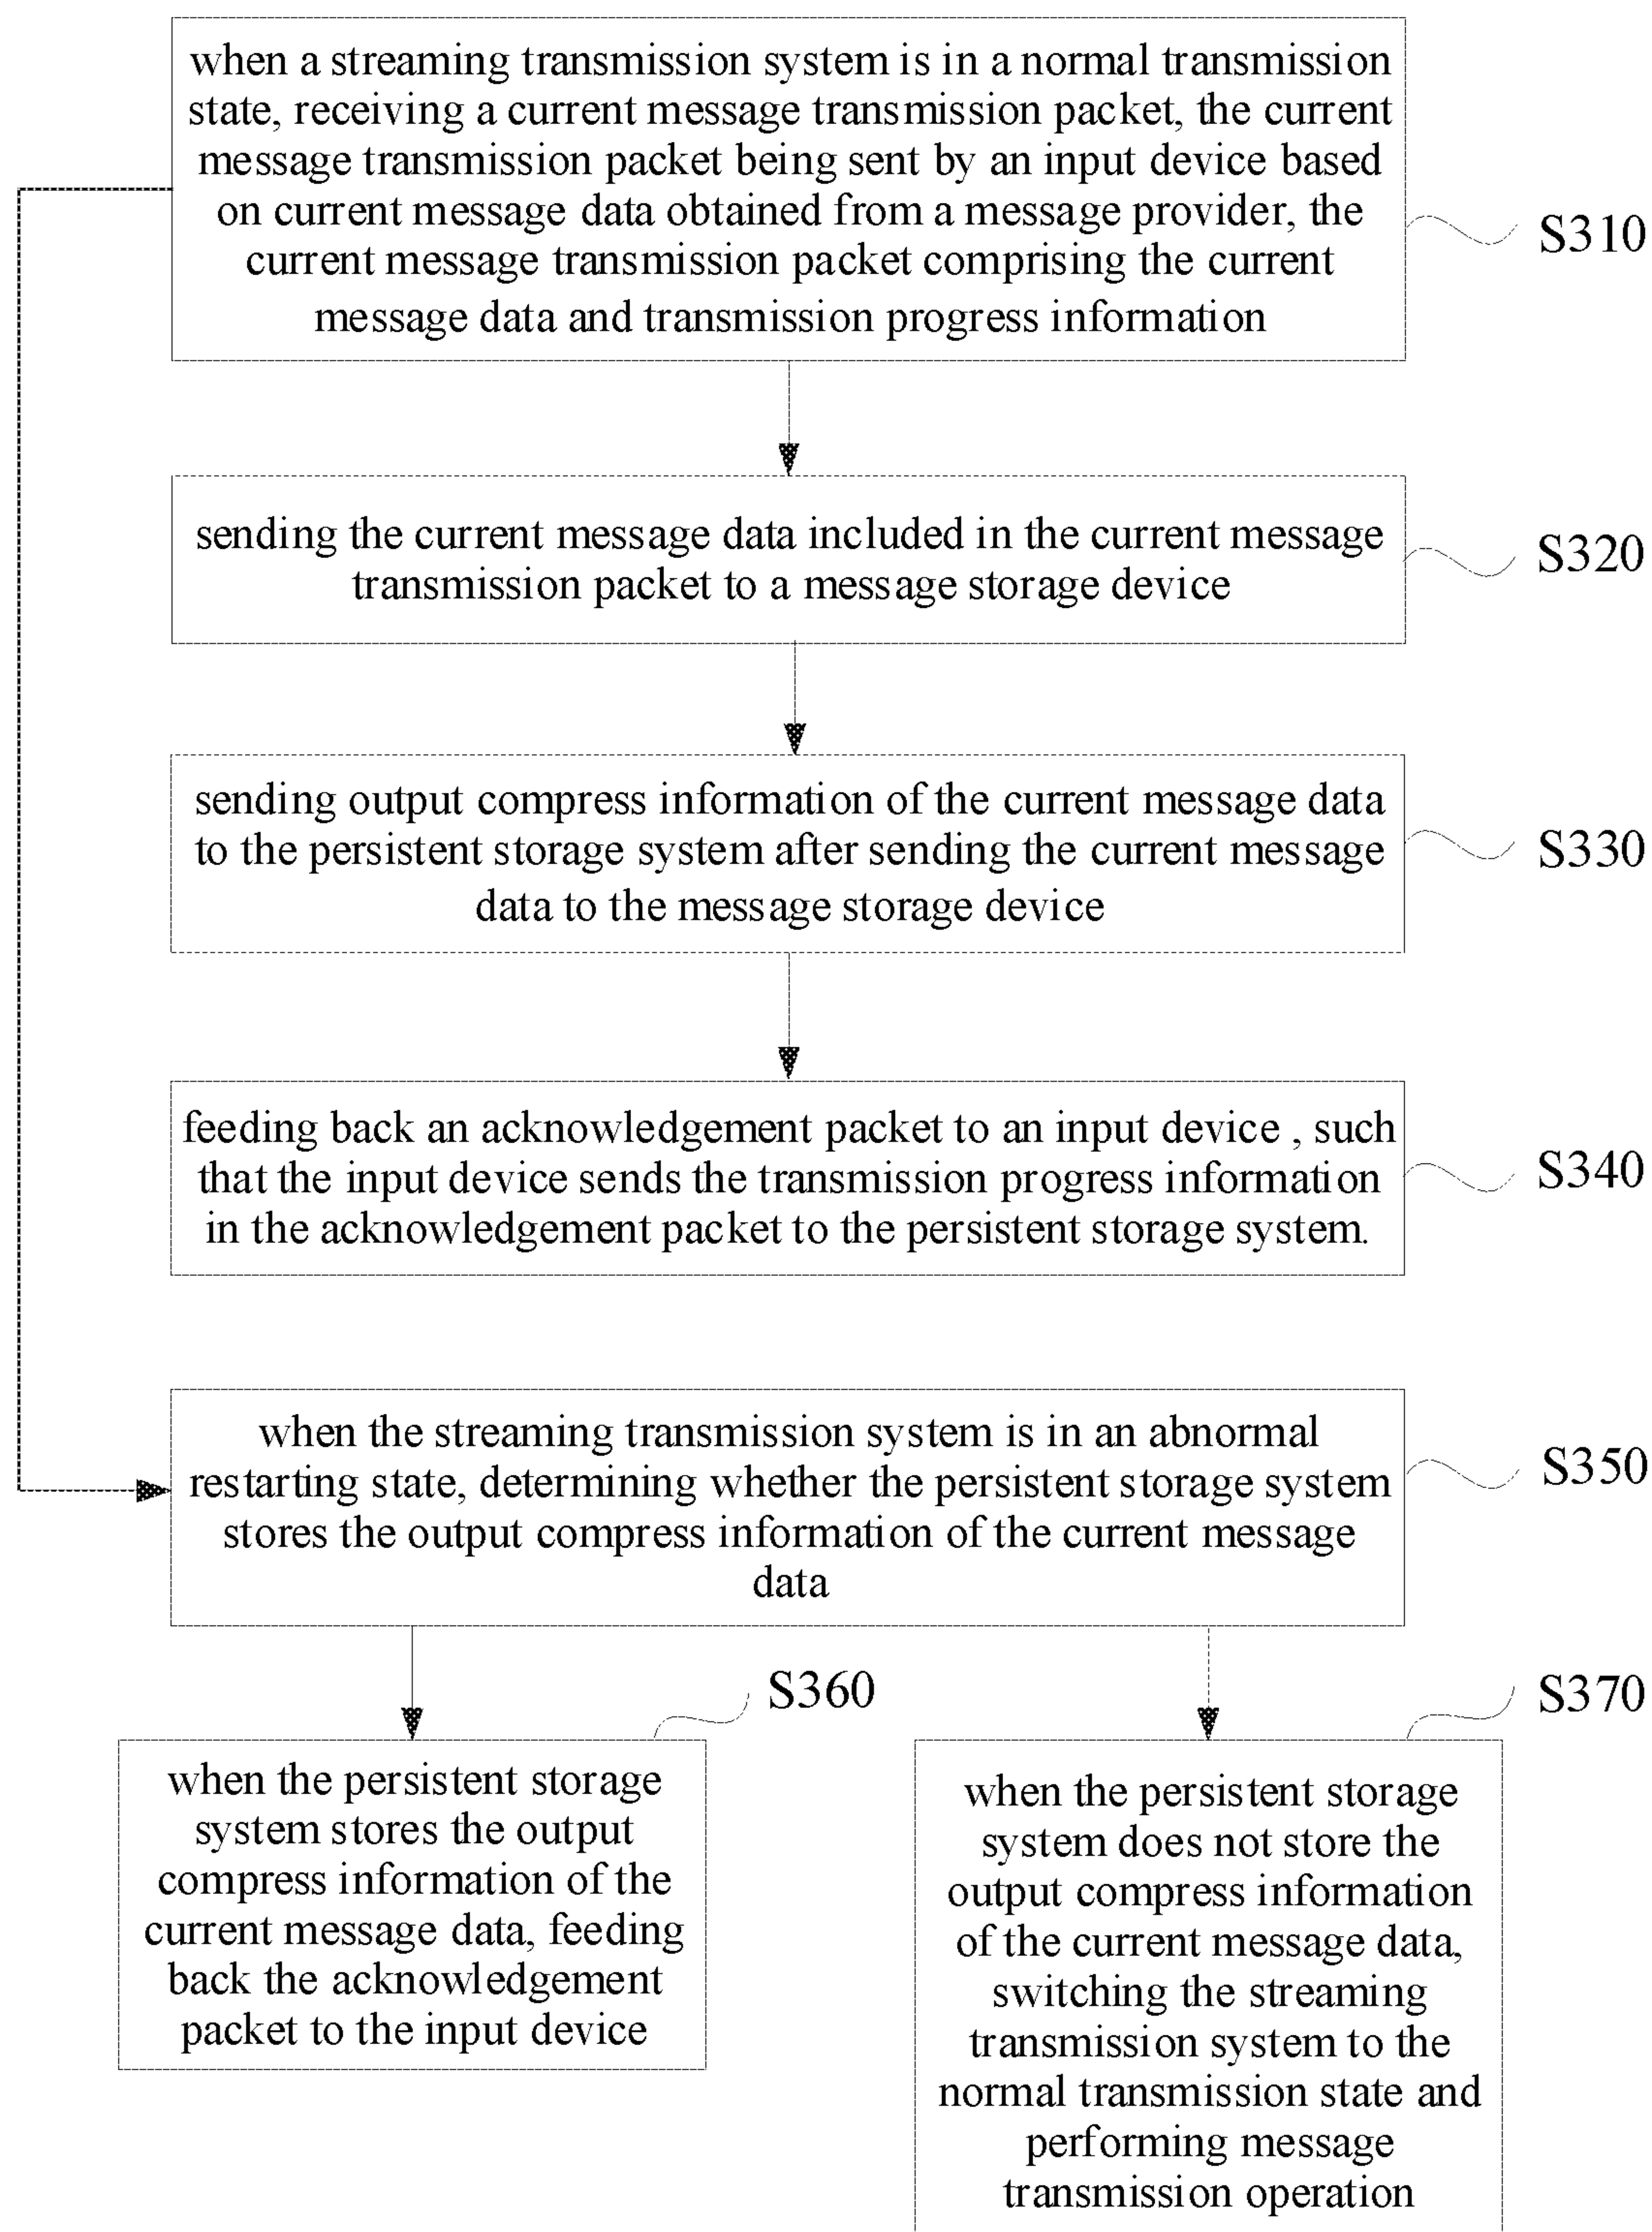 when a streaming transmission system is in a normal transmission
state, receiving a current message transmission packet, the current
message transmission packet being sent by an input device based
on current message data obtained from a message provider, the
current message transmission packet comprising the current
message data and transmission progress information
S310
sending the current message data included in the current message
transmission packet to a message storage device
S320
sending output compress information of the current message data
to the persistent storage system after sending the current message
data to the message storage device
S330
feeding back an acknowledgement packet to an input device , such
that the input device sends the transmission progress information
in the acknowledgement packet to the persistent storage system.
S340
when the streaming transmission system is in an abnormal
restarting state, determining whether the persistent storage system
stores the output compress information of the current message
data
S350
S360
when the persistent storage
system stores the output
compress information of the
current message data, feeding
back the acknowledgement
packet to the input device
S370
when the persistent storage
system does not store the
output compress information
of the current message data,
switching the streaming
transmission system to the
normal transmission state and
performing message
transmission operation